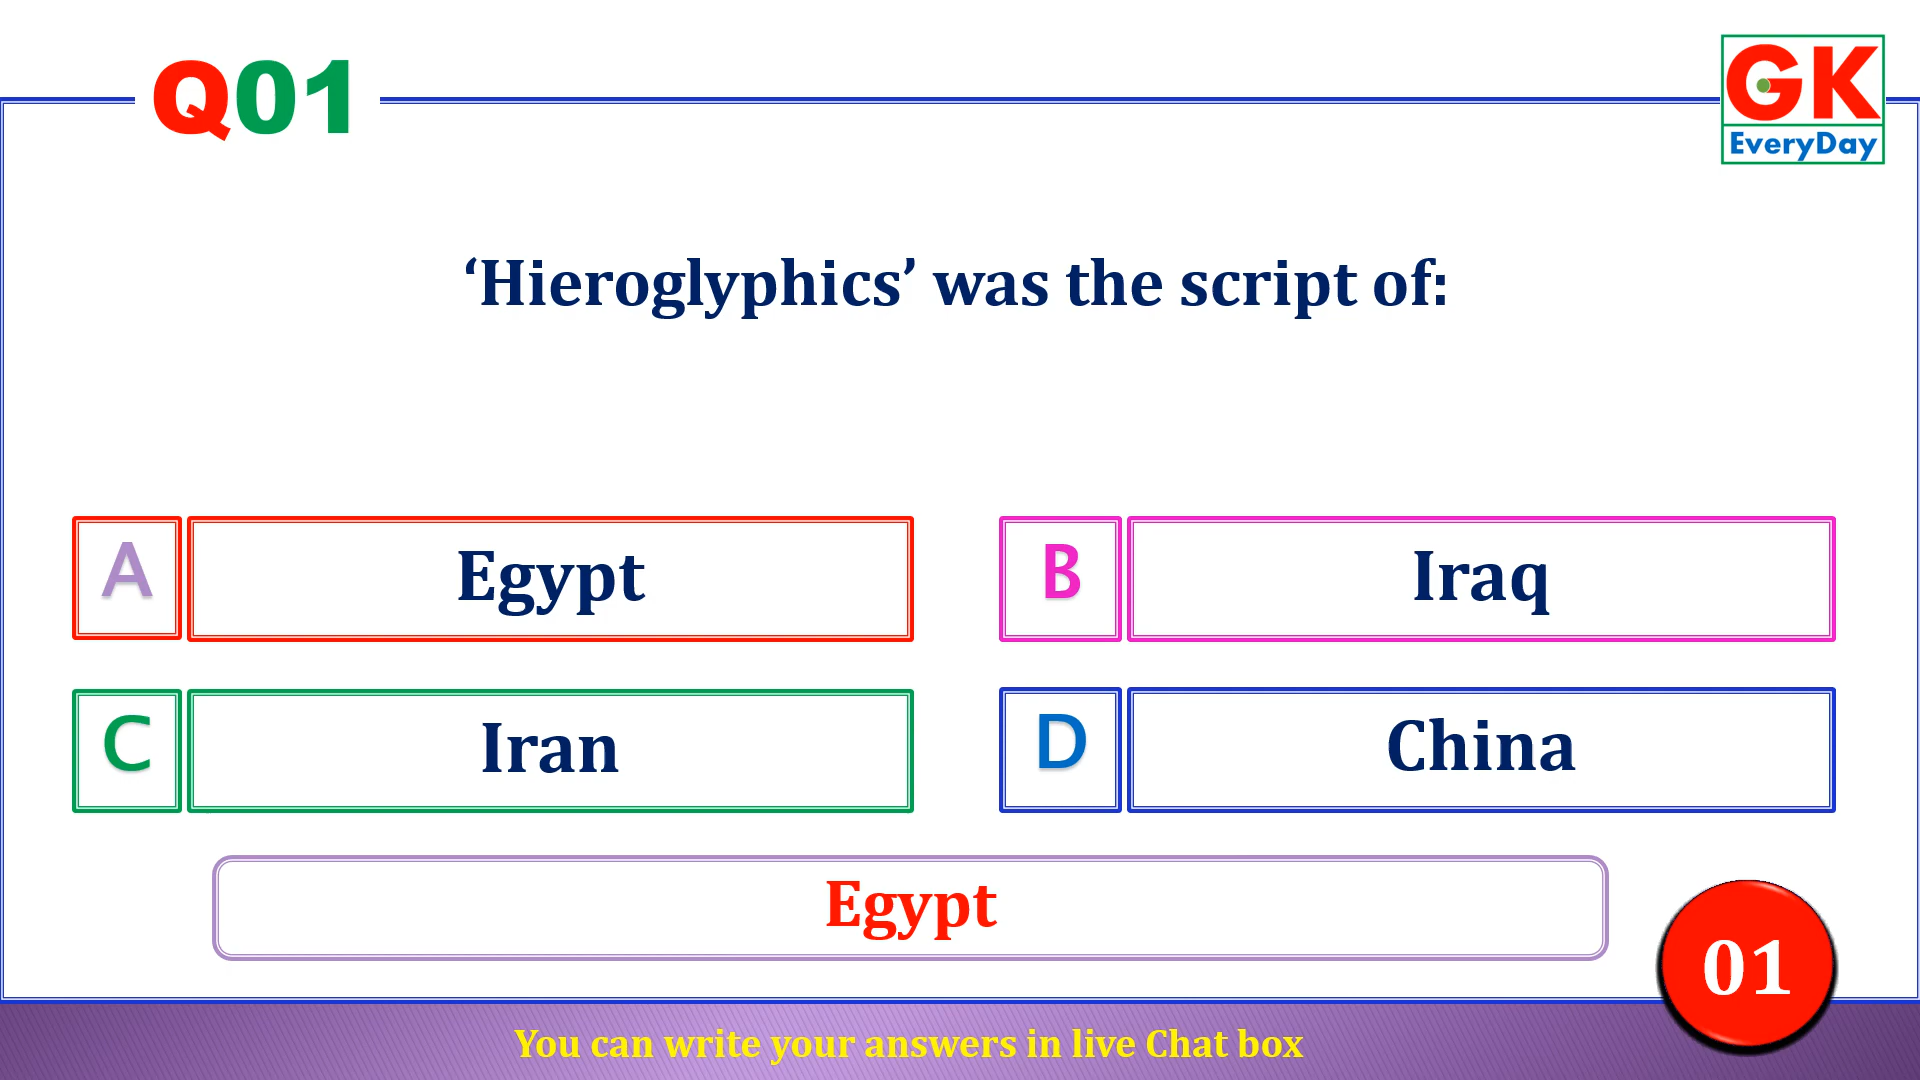 Q01
GK
EveryDay
‘Hieroglyphics’ was the script of:
A Egypt
B Iraq
C Iran
D China
Egypt
01
You can write your answers in live Chat box